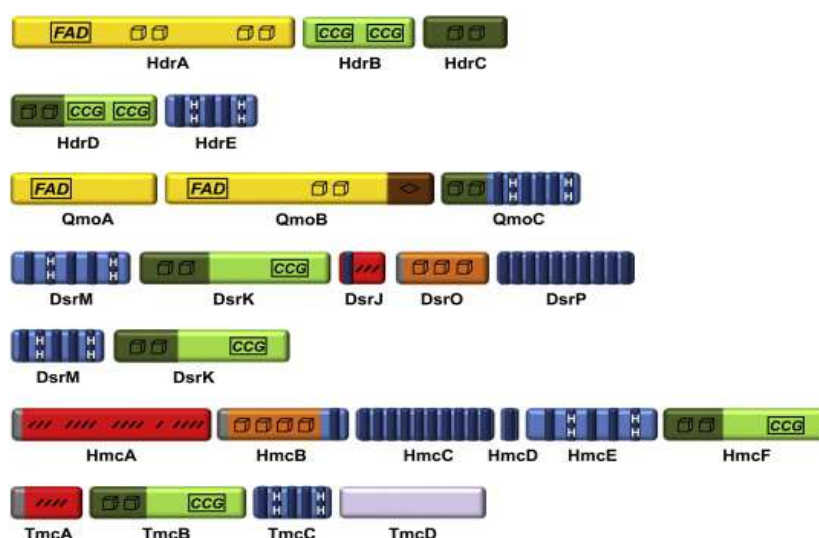 FAD CCG CCG
HdrA HdrB HdrC
CCG CCG H H H H
HdrD HdrE
FAD FAD H H H H
QmoA QmoB QmoC
H H H H CCG
DsrM DsrK DsrJ DsrO DsrP
H H H H CCG
DsrM DsrK
H H H H CCG
HmcA HmcB HmcC HmcD HmcE HmcF
CCG H H H H
TmcA TmcB TmcC TmcD